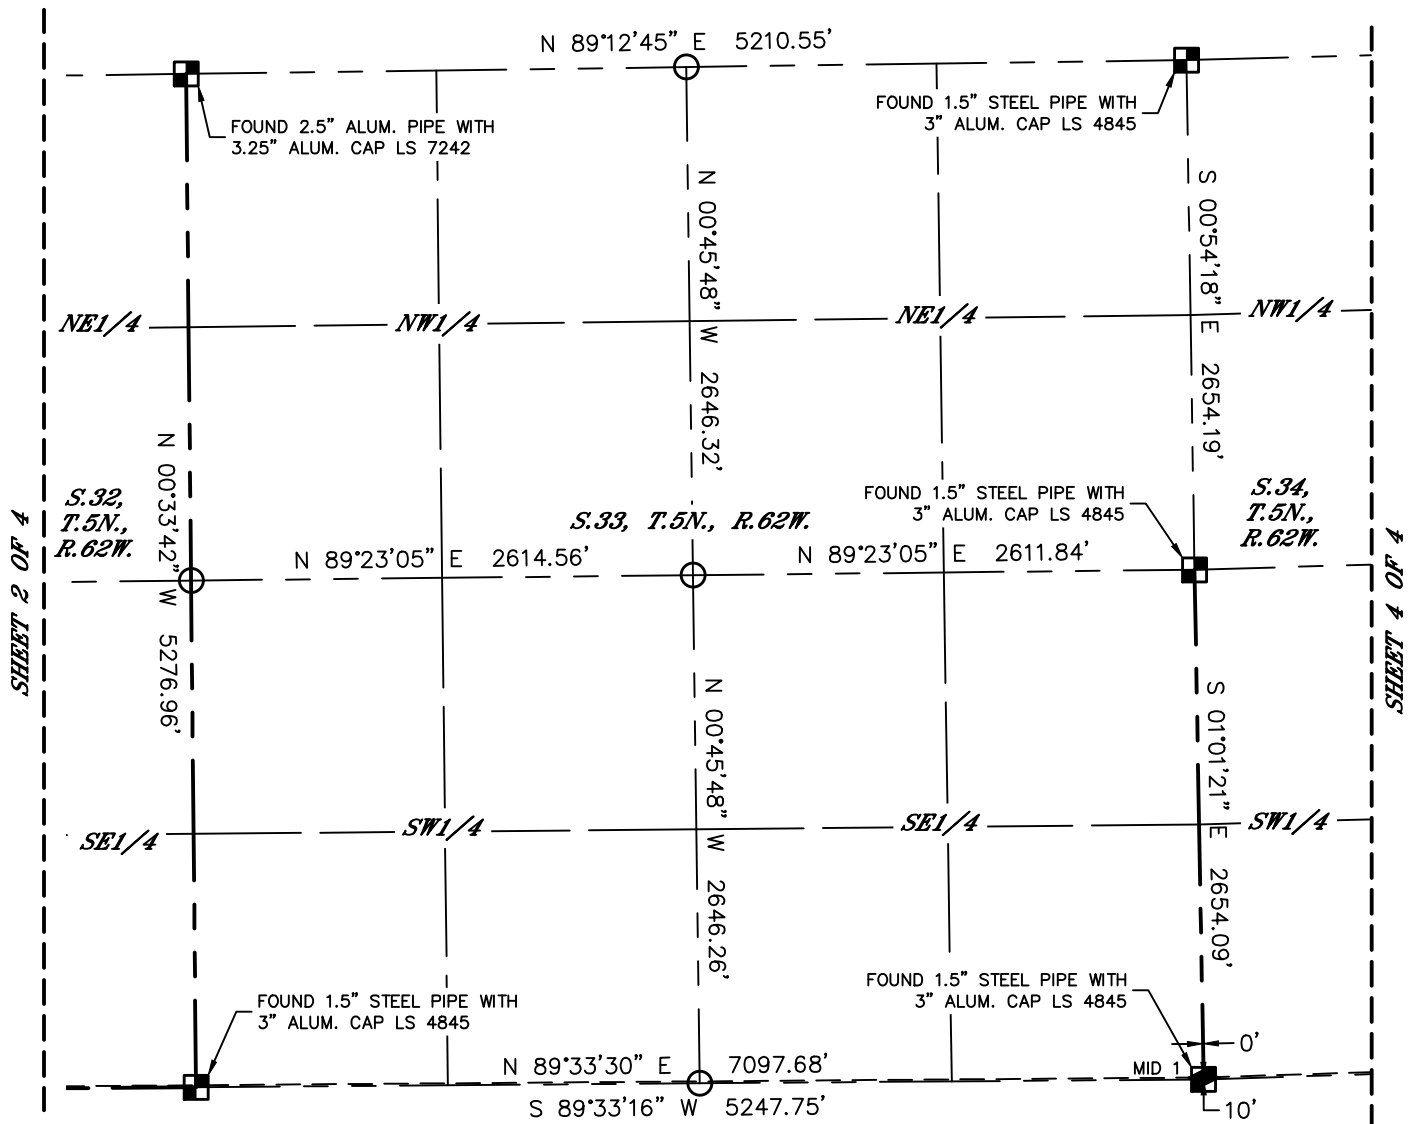 N 89°12'45" E 5210.55'
FOUND 2.5" ALUM. PIPE WITH
3.25" ALUM. CAP LS 7242
FOUND 1.5" STEEL PIPE WITH
3" ALUM. CAP LS 4845
N 00°45'48" W 2646.32'
S 00°54'18" E 2654.19'
NE1/4
NW1/4
NE1/4
NW1/4
N 00°33'42" W 5276.96'
S.32,
T.5N.,
R.62W.
S.33, T.5N., R.62W.
FOUND 1.5" STEEL PIPE WITH
3" ALUM. CAP LS 4845
S.34,
T.5N.,
R.62W.
SHEET 2 OF 4
SHEET 4 OF 4
N 89°23'05" E 2614.56'
N 89°23'05" E 2611.84'
N 00°45'48" W 2646.26'
S 01°01'21" E 2654.09'
SE1/4
SW1/4
SE1/4
SW1/4
FOUND 1.5" STEEL PIPE WITH
3" ALUM. CAP LS 4845
FOUND 1.5" STEEL PIPE WITH
3" ALUM. CAP LS 4845
0'
MID 1
N 89°33'30" E 7097.68'
S 89°33'16" W 5247.75'
10'